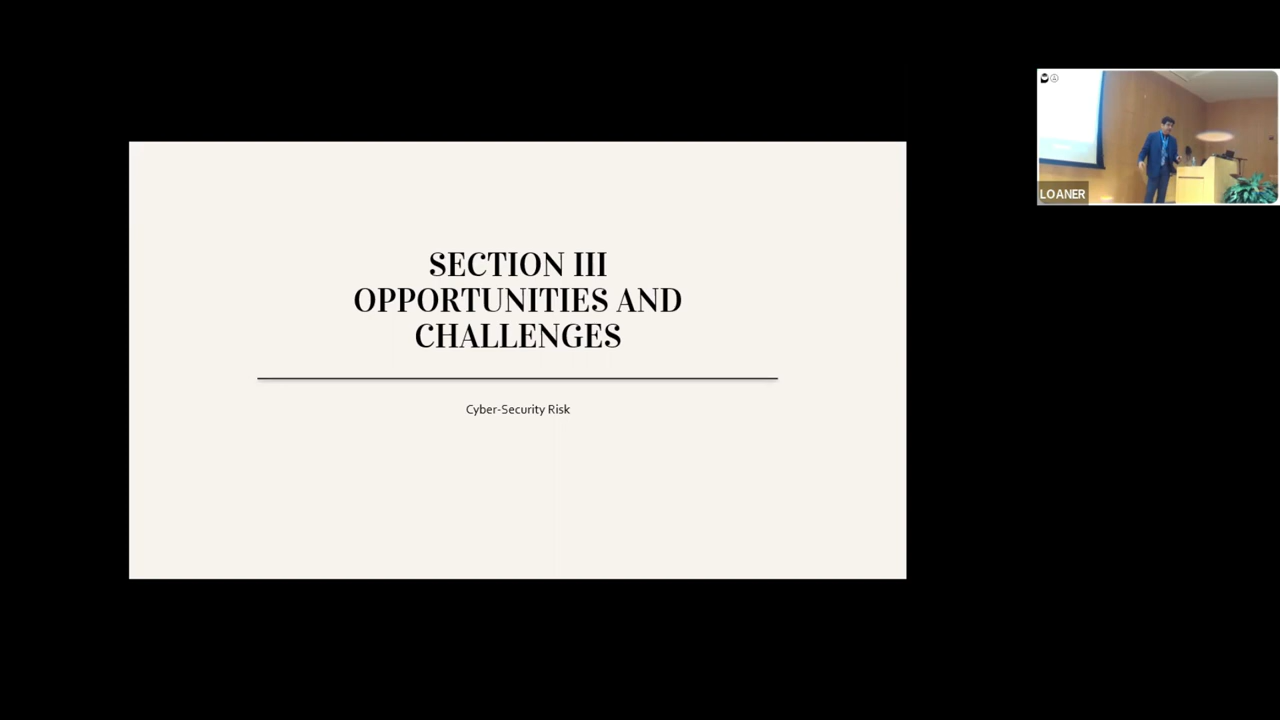 SECTION III
OPPORTUNITIES AND
CHALLENGES
Cyber-Security Risk
LOANER